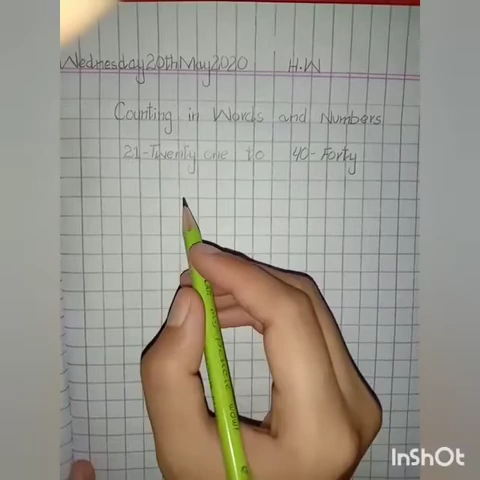 Wednesday 20th May 2020 H.W
Counting in Words and Numbers
21-Twenty one to 40-Forty
InShOt